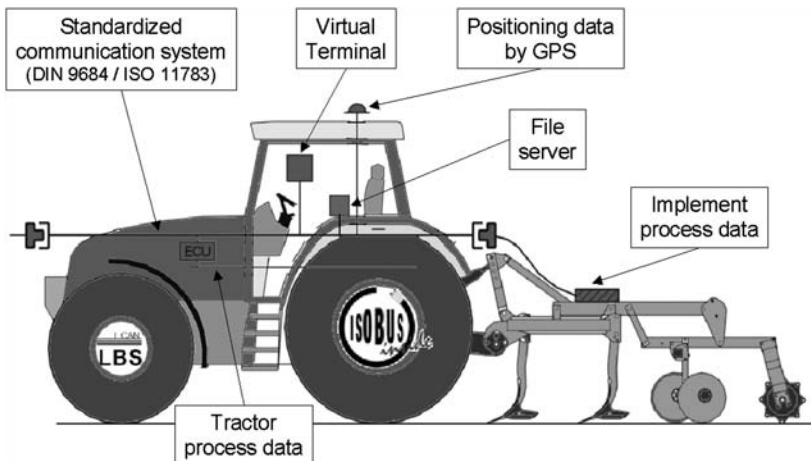 Standardized
communication system
(DIN 9684 / ISO 11783)
Virtual
Terminal
Positioning data
by GPS
File
server
Implement
process data
ECU
ISOBUS
inside
LBS
Tractor
process data